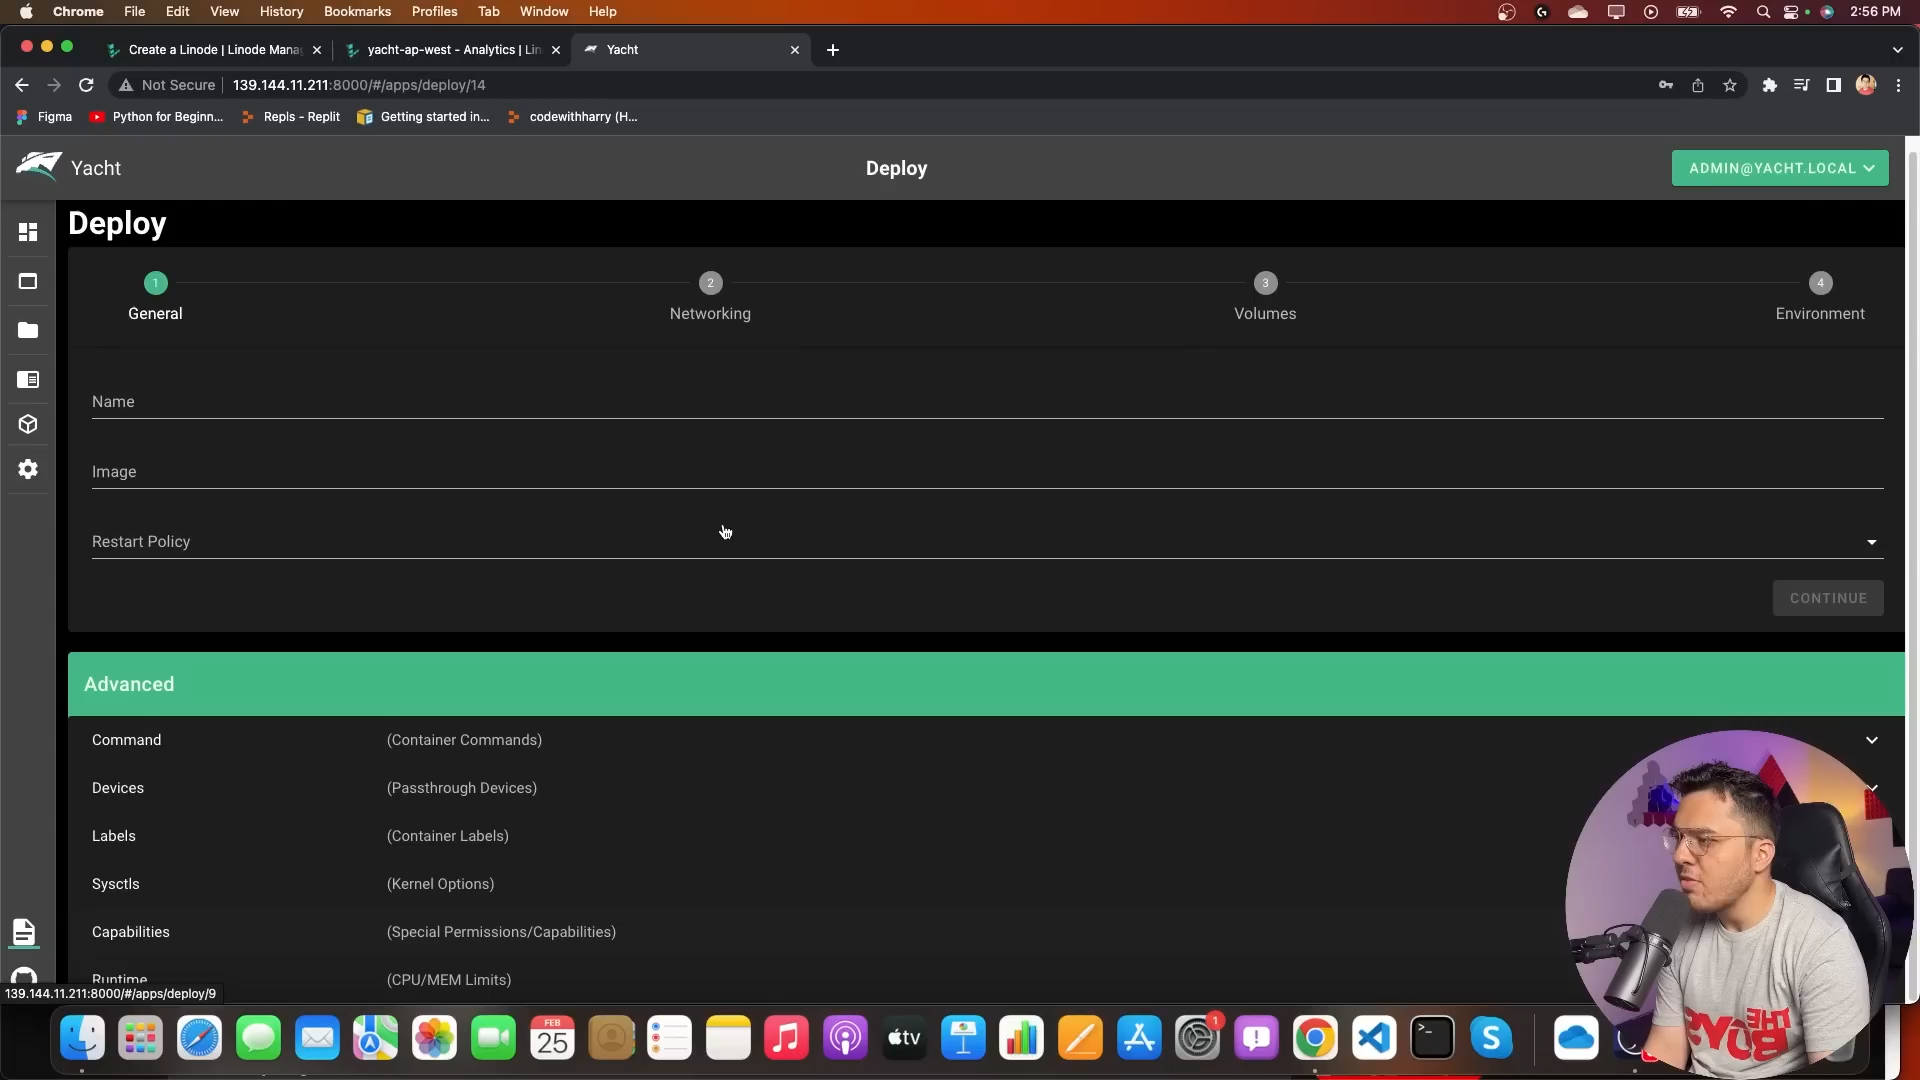 Chrome File Edit View History Bookmarks Profiles Tab Window Help 2:56 PM
Create a Linode | Linode Mana
yacht-ap-west - Analytics | Lin
Yacht
Not Secure 139.144.11.211:8000/#/apps/deploy/14
Figma Python for Beginn... Repls - Replit Getting started in... codewithharry (H...
Yacht Deploy ADMIN@YACHT.LOCAL
Deploy
1 2 3 4
General Networking Volumes Environment
Name
Image
Restart Policy
CONTINUE
Advanced
Command (Container Commands)
Devices (Passthrough Devices)
Labels (Container Labels)
Sysctls (Kernel Options)
Capabilities (Special Permissions/Capabilities)
Runtime (CPU/MEM Limits)
139.144.11.211:8000/#/apps/deploy/9
FEB
25
tv
1
THE
BOYS